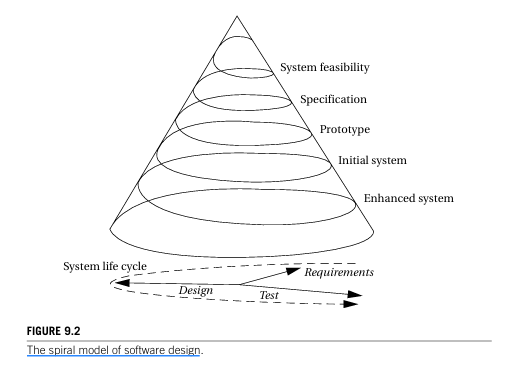 System feasibility
Specification
Prototype
Initial system
Enhanced system
System life cycle
Requirements
Design
Test
FIGURE 9.2
The spiral model of software design.